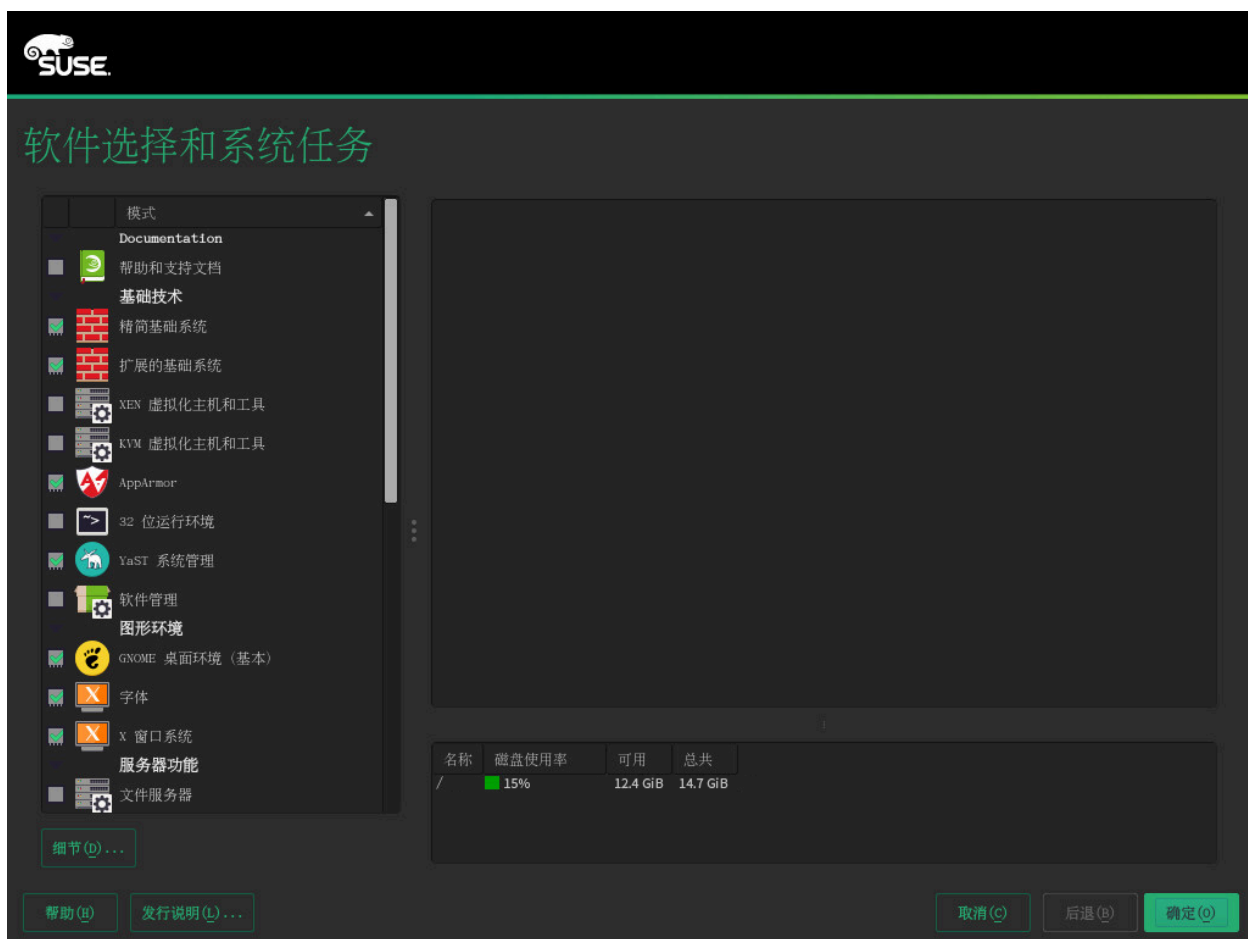 SUSE.
软件选择和系统任务
模式
Documentation
帮助和支持文档
基础技术
精简基础系统
扩展的基础系统
XEN 虚拟化主机和工具
KVM 虚拟化主机和工具
AppArmor
32 位运行环境
YaST 系统管理
软件管理
图形环境
GNOME 桌面环境（基本）
字体
X 窗口系统
服务器功能
文件服务器
名称 磁盘使用率 可用 总共
/ 15% 12.4 GiB 14.7 GiB
细节(D)...
帮助(H) 发行说明(L)... 取消(C) 后退(B) 确定(O)